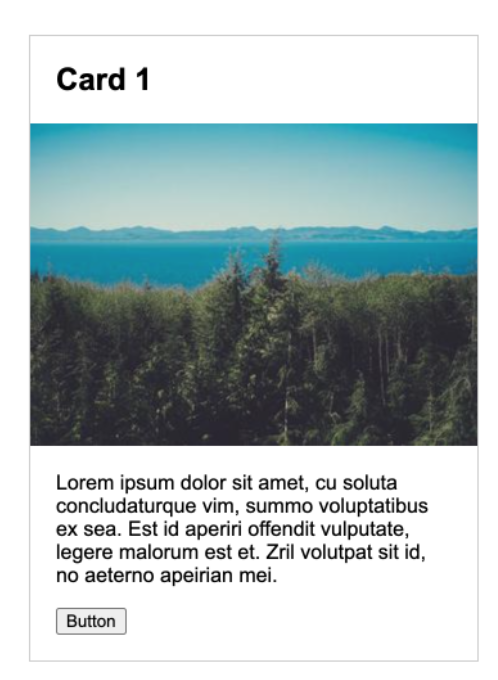 Card 1
Lorem ipsum dolor sit amet, cu soluta
concludaturque vim, summo voluptatibus
ex sea. Est id aperiri offendit vulputate,
legere malorum est et. Zril volutpat sit id,
no aeterno apeirian mei.
Button